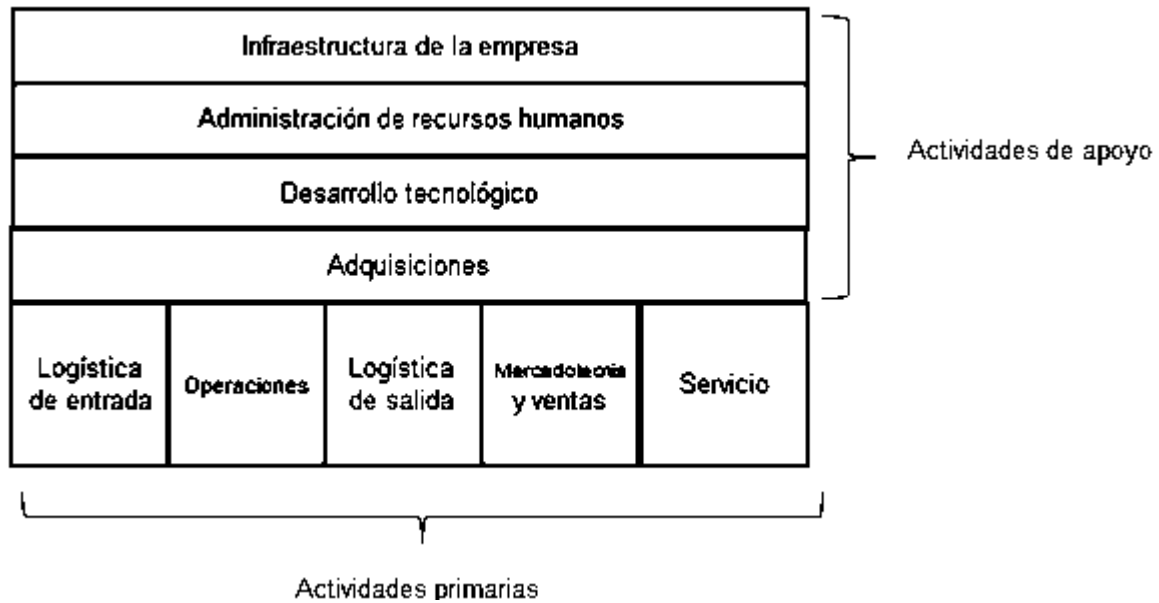 Infraestructura de la empresa
Administración de recursos humanos
Actividades de apoyo
Desarrollo tecnológico
Adquisiciones
Logística
de entrada
Operaciones
Logística
de salida
Mercadotecnia
y ventas
Servicio
Actividades primarias